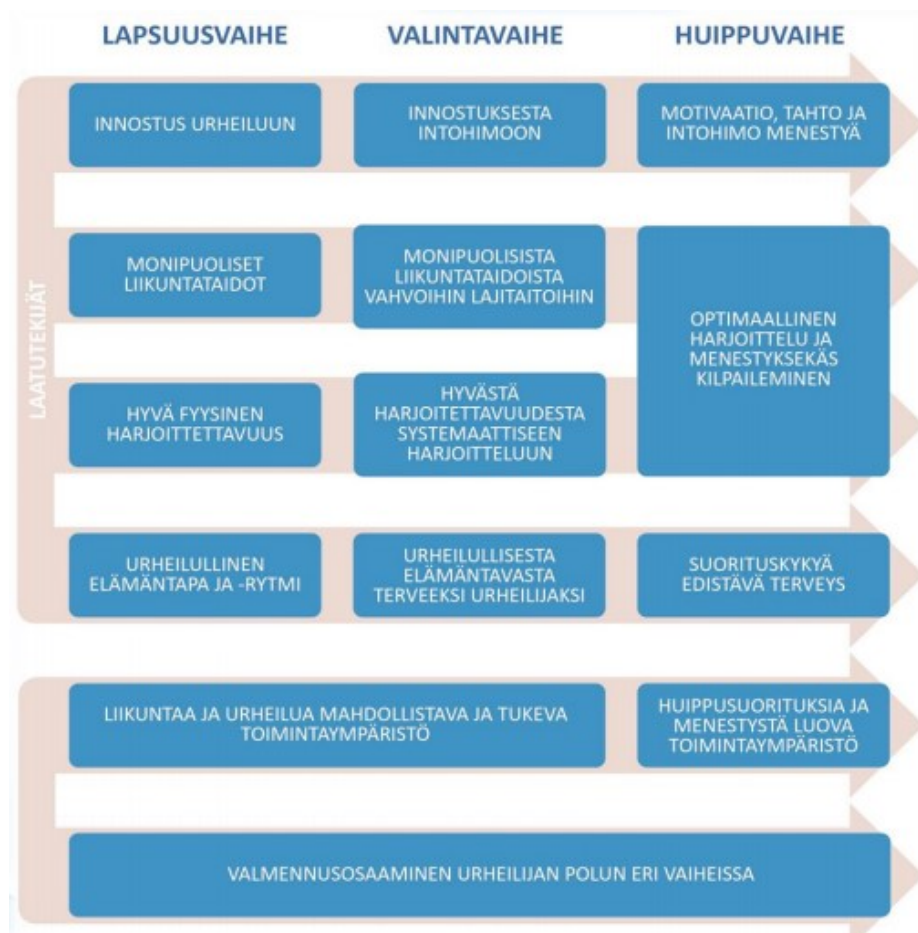 LAPSUUSVAIHE
VALINTAVAIHE
HUIPPUVAIHE
LAATUTEKIJÄT
INNOSTUS URHEILUUN
INNOSTUKSESTA
INTOHIMOON
MOTIVAATIO, TAHTO JA
INTOHIMO MENESTYÄ
MONIPUOLISET
LIIKUNTATAIDOT
MONIPUOLISISTA
LIIKUNTATAIDOISTA
VAHVOIHIN LAJITAITOIHIN
OPTIMAALLINEN
HARJOITTELU JA
MENESTYKSEKÄS
KILPAILEMINEN
HYVÄ FYYSINEN
HARJOITTETTAVUUS
HYVÄSTÄ
HARJOITETTAVUUDESTA
SYSTEMAATTISEEN
HARJOITTELUUN
URHEILULLINEN
ELÄMÄNTAPA JA -RYTMI
URHEILULLISESTA
ELÄMÄNTAVASTA
TERVEEKSI URHEILIJAKSI
SUORITUSKYKYÄ
EDISTÄVÄ TERVEYS
LIIKUNTAA JA URHEILUA MAHDOLLISTAVA JA TUKEVA
TOIMINTAYMPÄRISTÖ
HUIPPUSUORITUKSIA JA
MENESTYSTÄ LUOVA
TOIMINTAYMPÄRISTÖ
VALMENNUSOSAAMINEN URHEILIJAN POLUN ERI VAIHEISSA